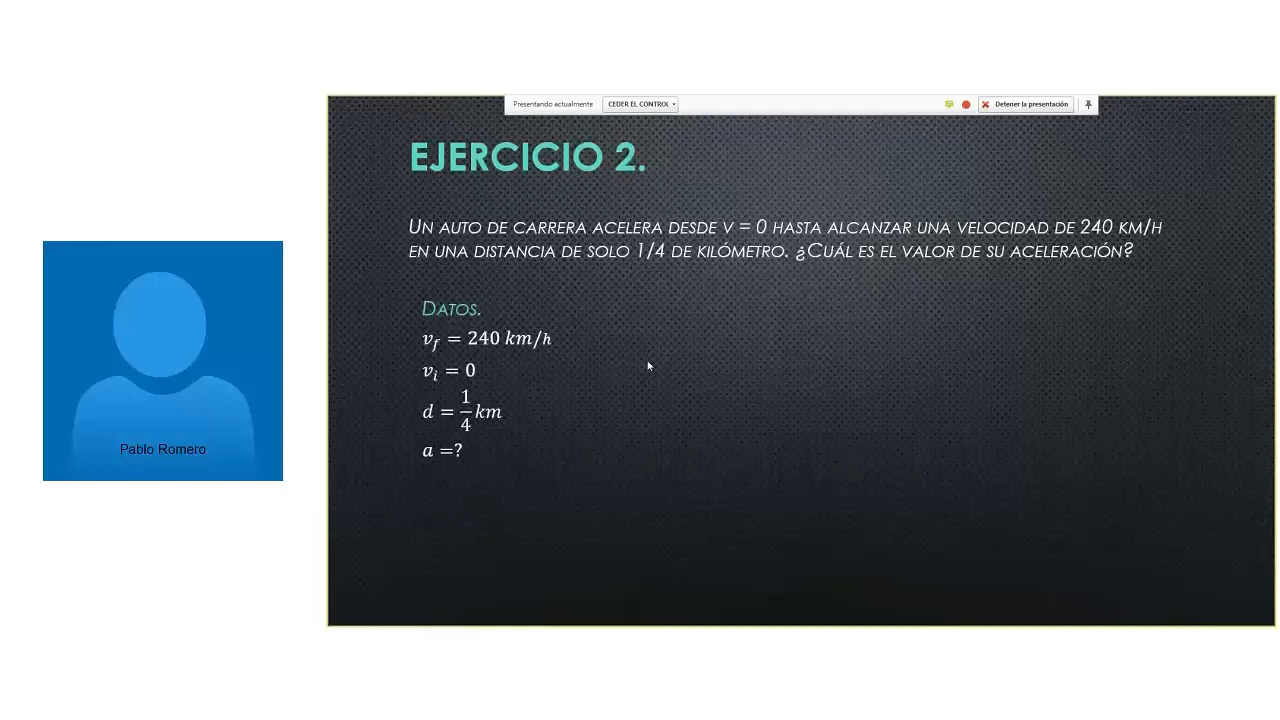 Presentando actualmente CEDER EL CONTROL Detener la presentación
EJERCICIO 2.
UN AUTO DE CARRERA ACELERA DESDE V = 0 HASTA ALCANZAR UNA VELOCIDAD DE 240 KM/H
EN UNA DISTANCIA DE SOLO 1/4 DE KILÓMETRO. ¿CUÁL ES EL VALOR DE SU ACELERACIÓN?
DATOS.
v_f = 240 km/h
v_i = 0
d = 1/4 km
a =?
Pablo Romero